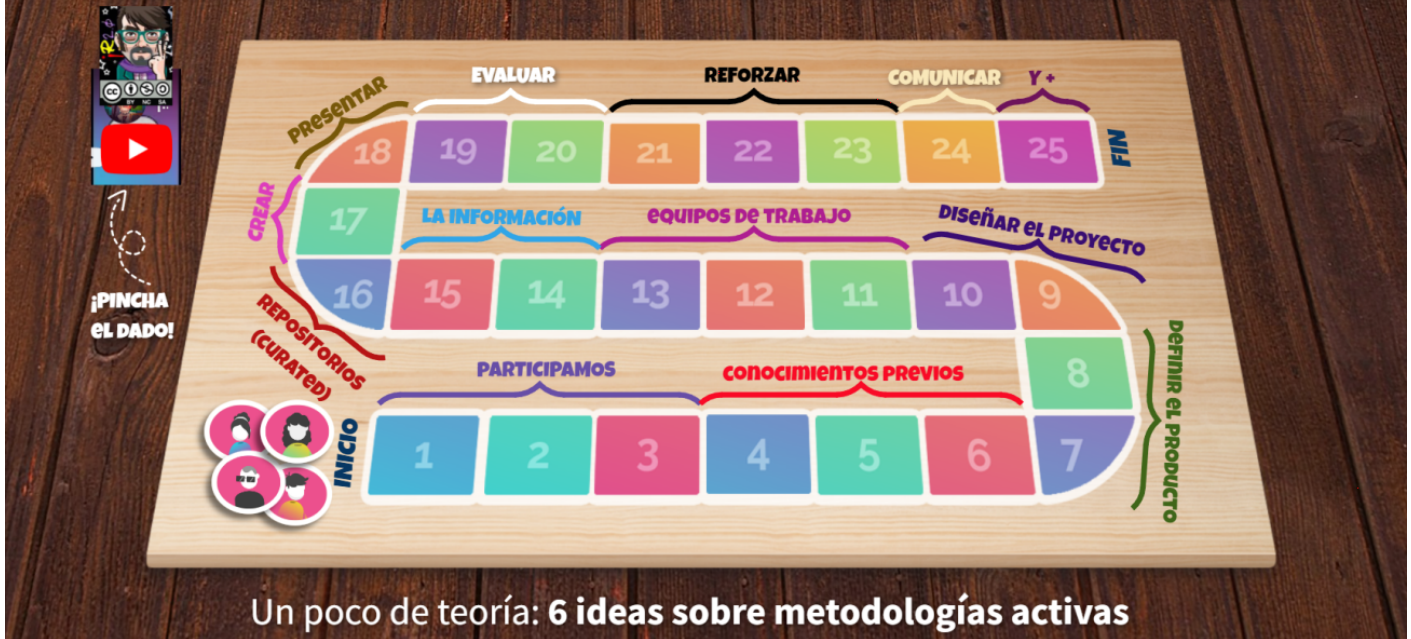 EVALUAR
REFORZAR
COMUNICAR
Y +
PRESENTAR
18
19
20
21
22
23
24
25
FIN
BY NC SA
CREAR
17
LA INFORMACIÓN
EQUIPOS DE TRABAJO
DISEÑAR EL PROYECTO
16
15
14
13
12
11
10
9
¡PINCHA
EL DADO!
REPOSITORIOS
(CURATED)
8
DEFINIR EL PRODUCTO
PARTICIPAMOS
CONOCIMIENTOS PREVIOS
INICIO
1
2
3
4
5
6
7
Un poco de teoría: 6 ideas sobre metodologías activas